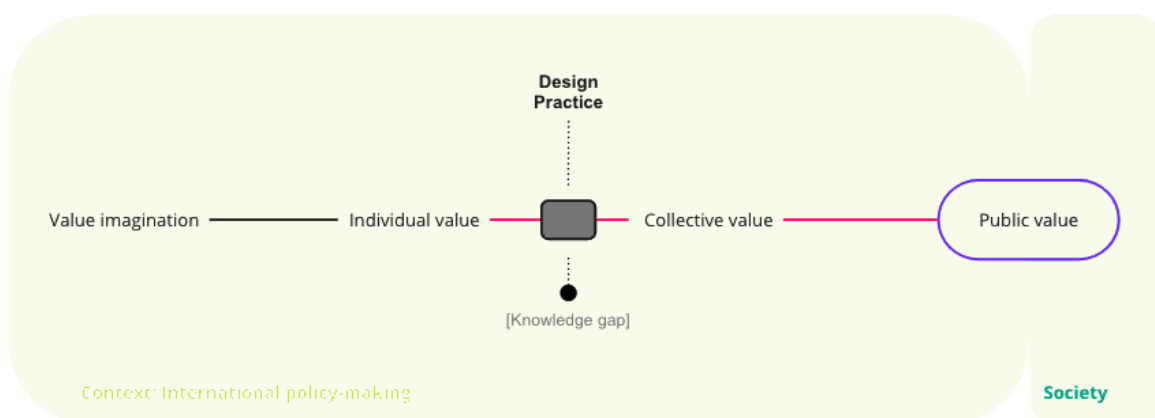 Design
Practice
Value imagination
Individual value
Collective value
Public value
[Knowledge gap]
Context: International policy-making
Society